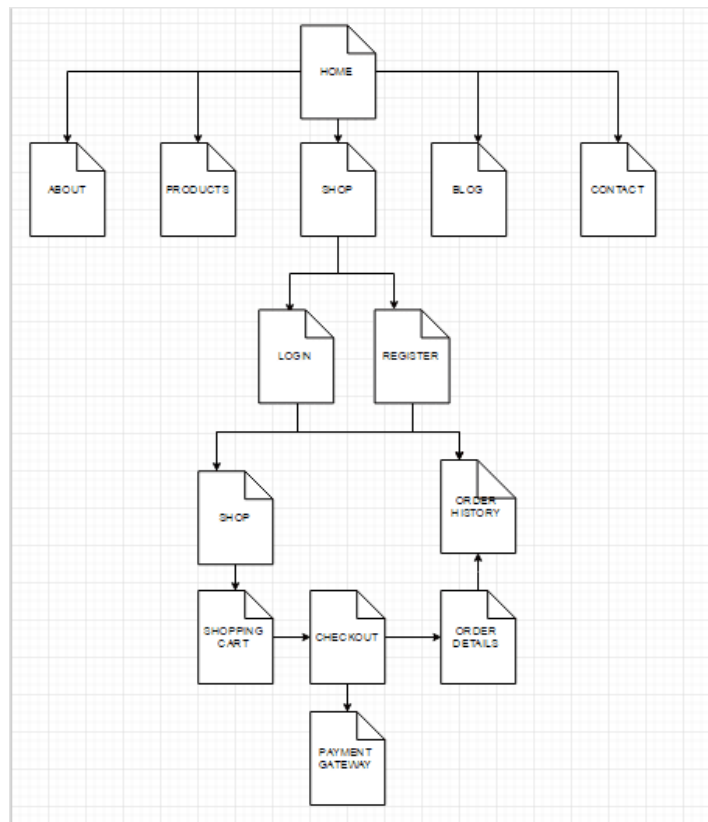 HOME
ABOUT
PRODUCTS
SHOP
BLOG
CONTACT
LOGIN
REGISTER
SHOP
ORDER
HISTORY
SHOPPING
CART
CHECKOUT
ORDER
DETAILS
PAYMENT
GATEWAY